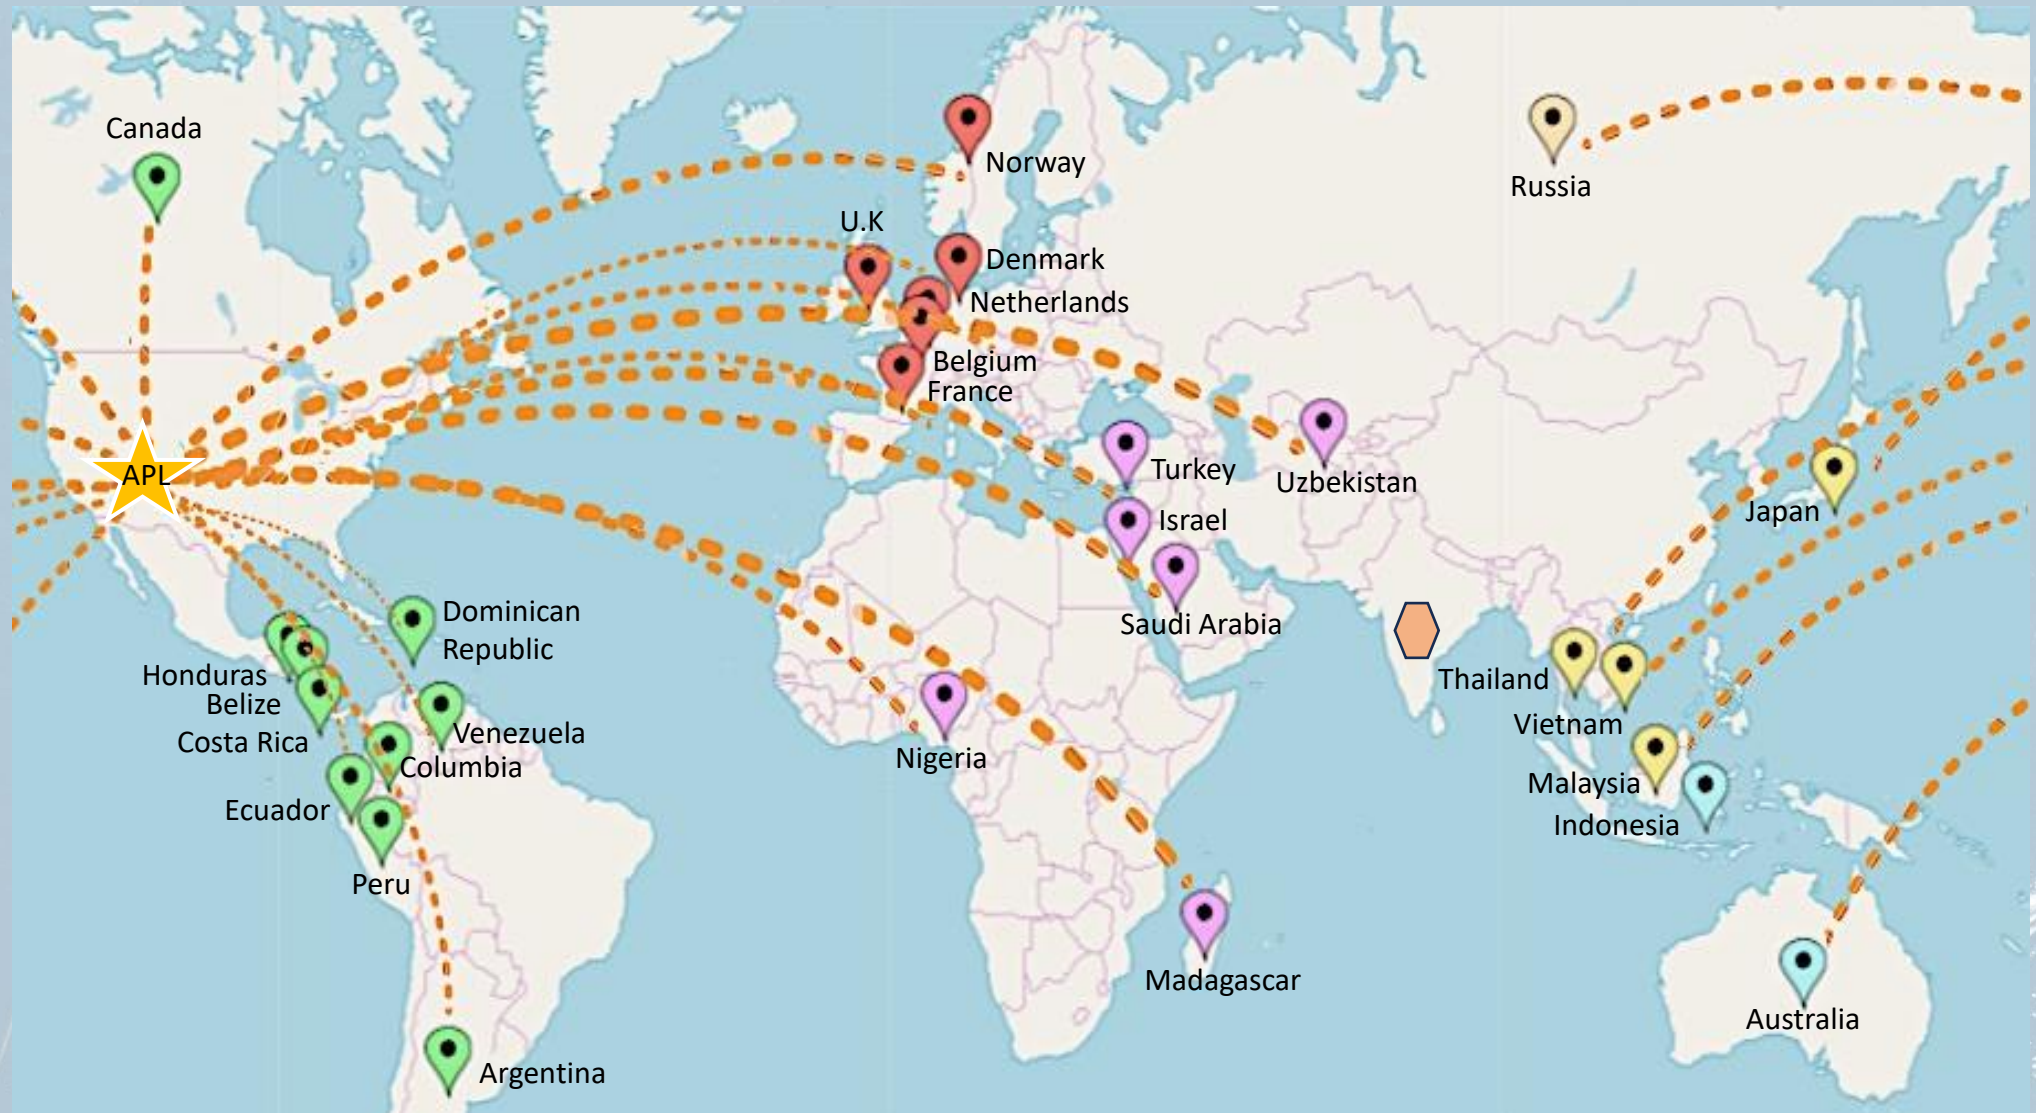 Canada
Norway
Russia
U.K
Denmark
Netherlands
Belgium
France
APL
Turkey
Uzbekistan
Israel
Japan
Saudi Arabia
Dominican
Republic
Honduras
Belize
Costa Rica
Venezuela
Columbia
Ecuador
Peru
Argentina
Nigeria
Madagascar
Thailand
Vietnam
Malaysia
Indonesia
Australia